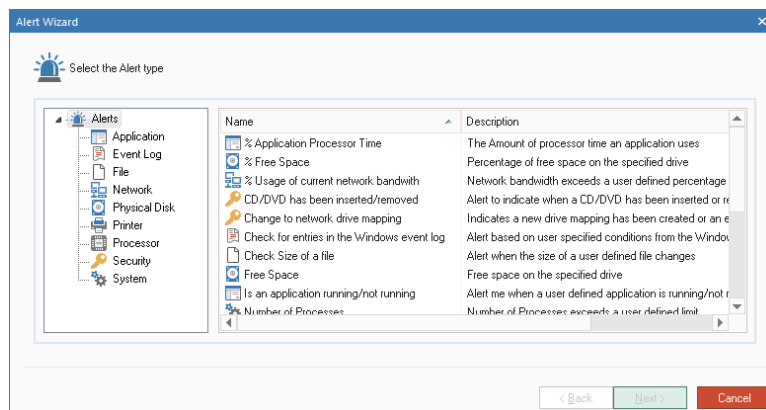 Alert Wizard
Select the Alert type
Alerts
Application
Event Log
File
Network
Physical Disk
Printer
Processor
Security
System
Name Description
% Application Processor Time The Amount of processor time an application uses
% Free Space Percentage of free space on the specified drive
% Usage of current network bandwith Network bandwidth exceeds a user defined percentage
CD/DVD has been inserted/removed Alert to indicate when a CD/DVD has been inserted or re
Change to network drive mapping Indicates a new drive mapping has been created or an e
Check for entries in the Windows event log Alert based on user specified conditions from the Window
Check Size of a file Alert when the size of a user defined file changes
Free Space Free space on the specified drive
Is an application running/not running Alert me when a user defined application is running/not r
Number of Processes Number of Processes exceeds a user defined limit
< Back Next > Cancel